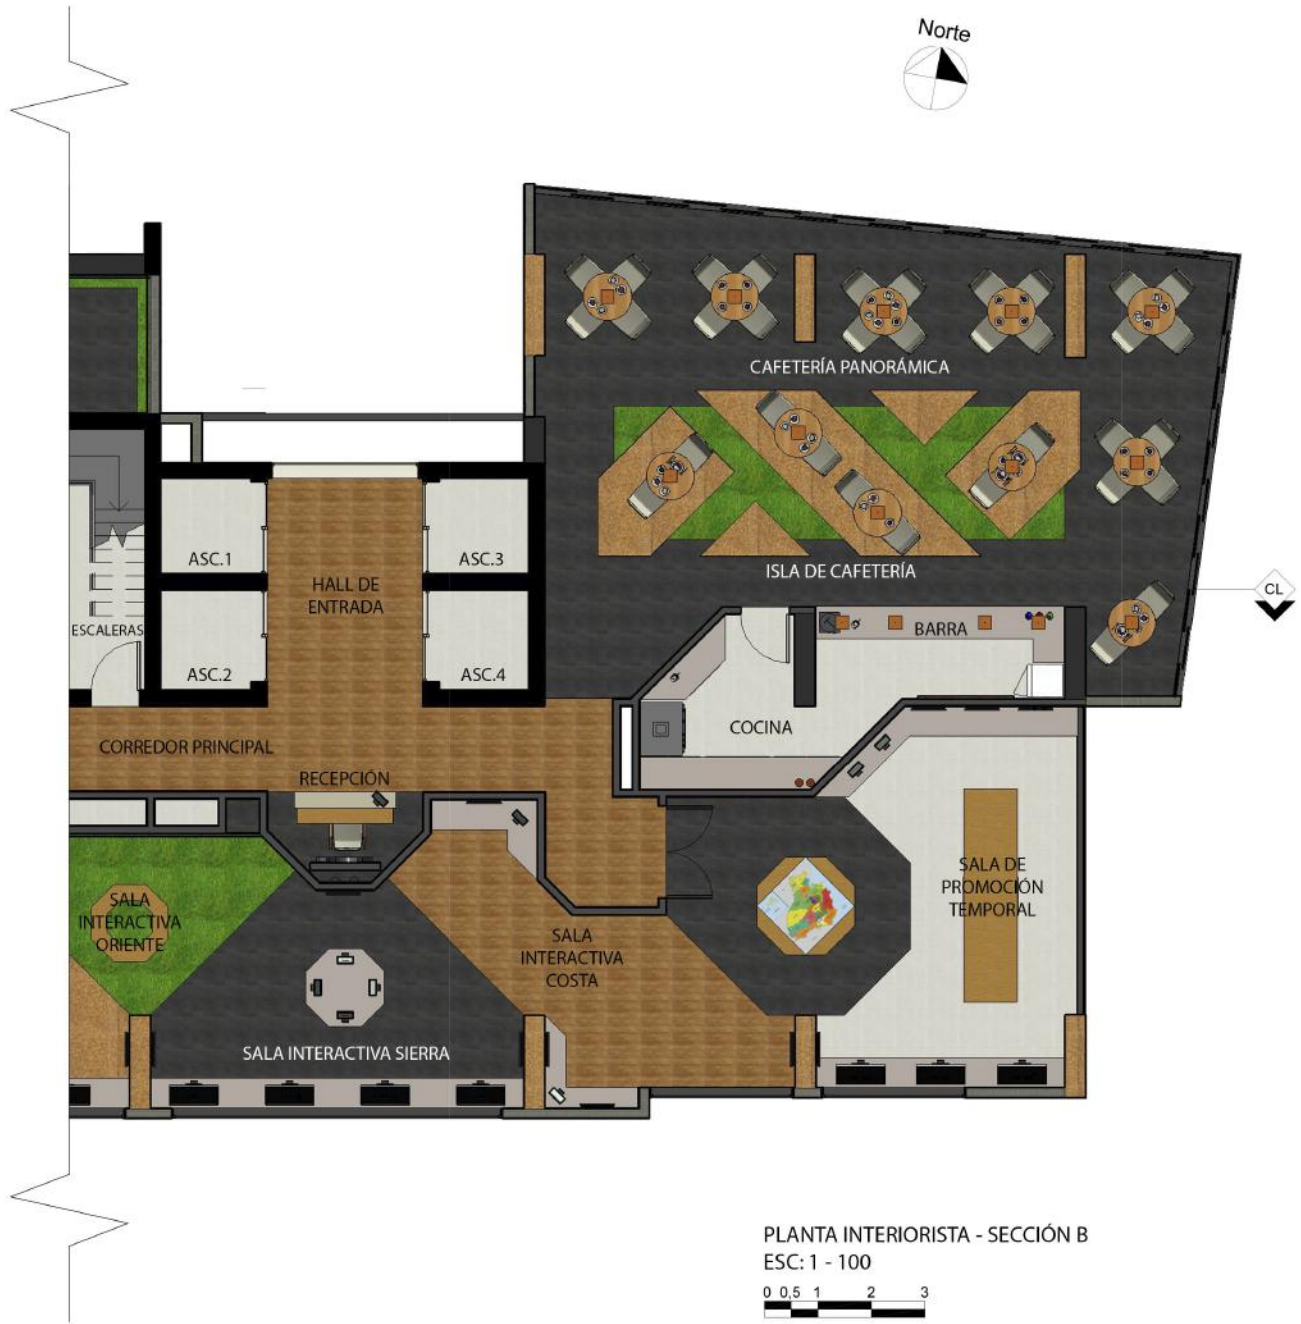 Norte
CAFETERÍA PANORÁMICA
ISLA DE CAFETERÍA
ASC.1
ASC.3
HALL DE
ENTRADA
CL
ESCALERAS
BARRA
ASC.2
ASC.4
COCINA
CORREDOR PRINCIPAL
RECEPCIÓN
SALA DE
PROMOCIÓN
TEMPORAL
SALA
INTERACTIVA
ORIENTE
SALA
INTERACTIVA
COSTA
SALA INTERACTIVA SIERRA
PLANTA INTERIORISTA - SECCIÓN B
ESC: 1 - 100
0 0,5 1 2 3